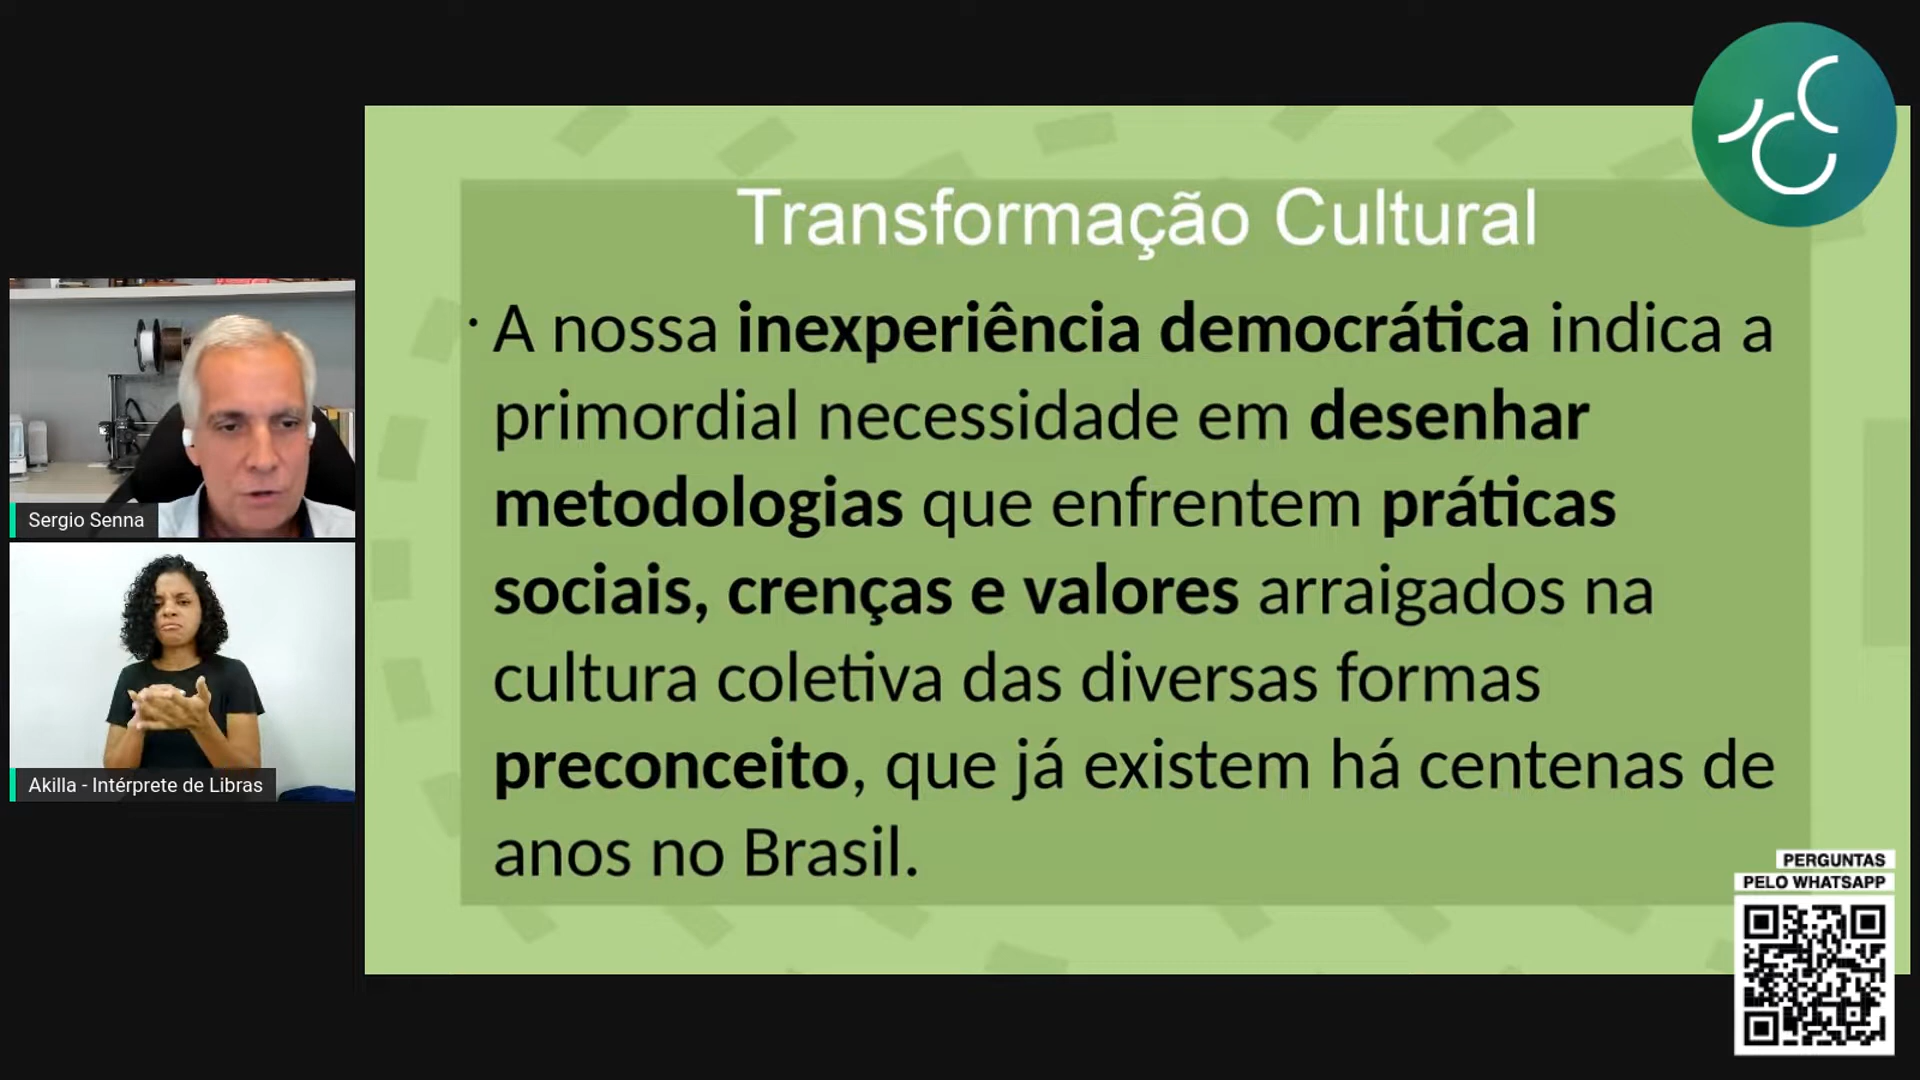 Transformação Cultural
· A nossa inexperiência democrática indica a
primordial necessidade em desenhar
metodologias que enfrentem práticas
sociais, crenças e valores arraigados na
cultura coletiva das diversas formas
preconceito, que já existem há centenas de
anos no Brasil.
Sergio Senna
Akilla - Intérprete de Libras
PERGUNTAS
PELO WHATSAPP